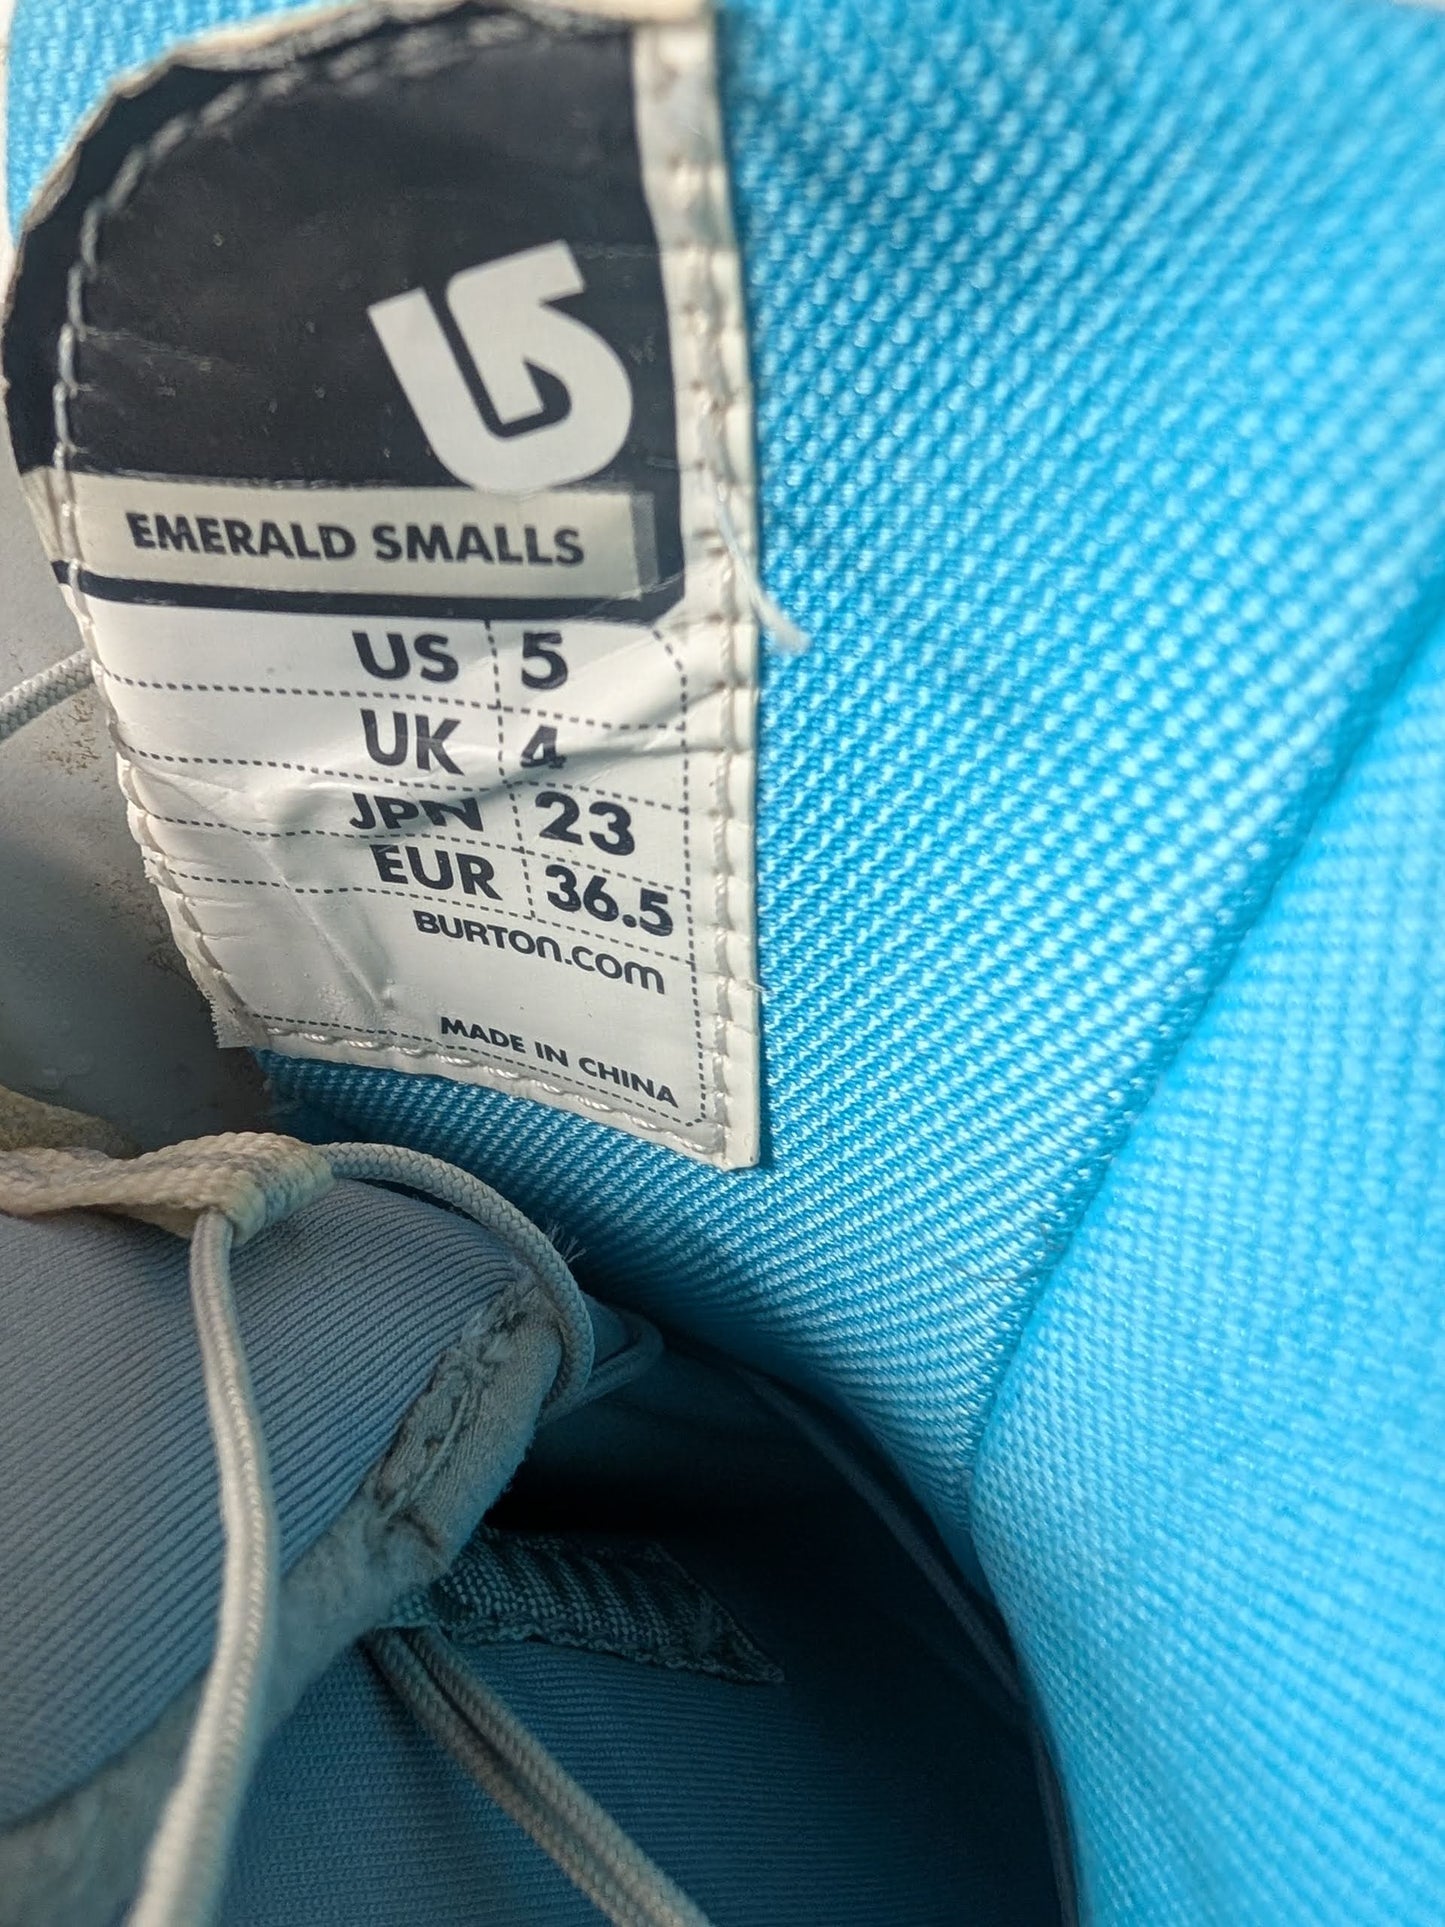 EMERALD SMALLS
US 5
UK 4
JPN 23
EUR 36.5
BURTON.COM
MADE IN CHINA